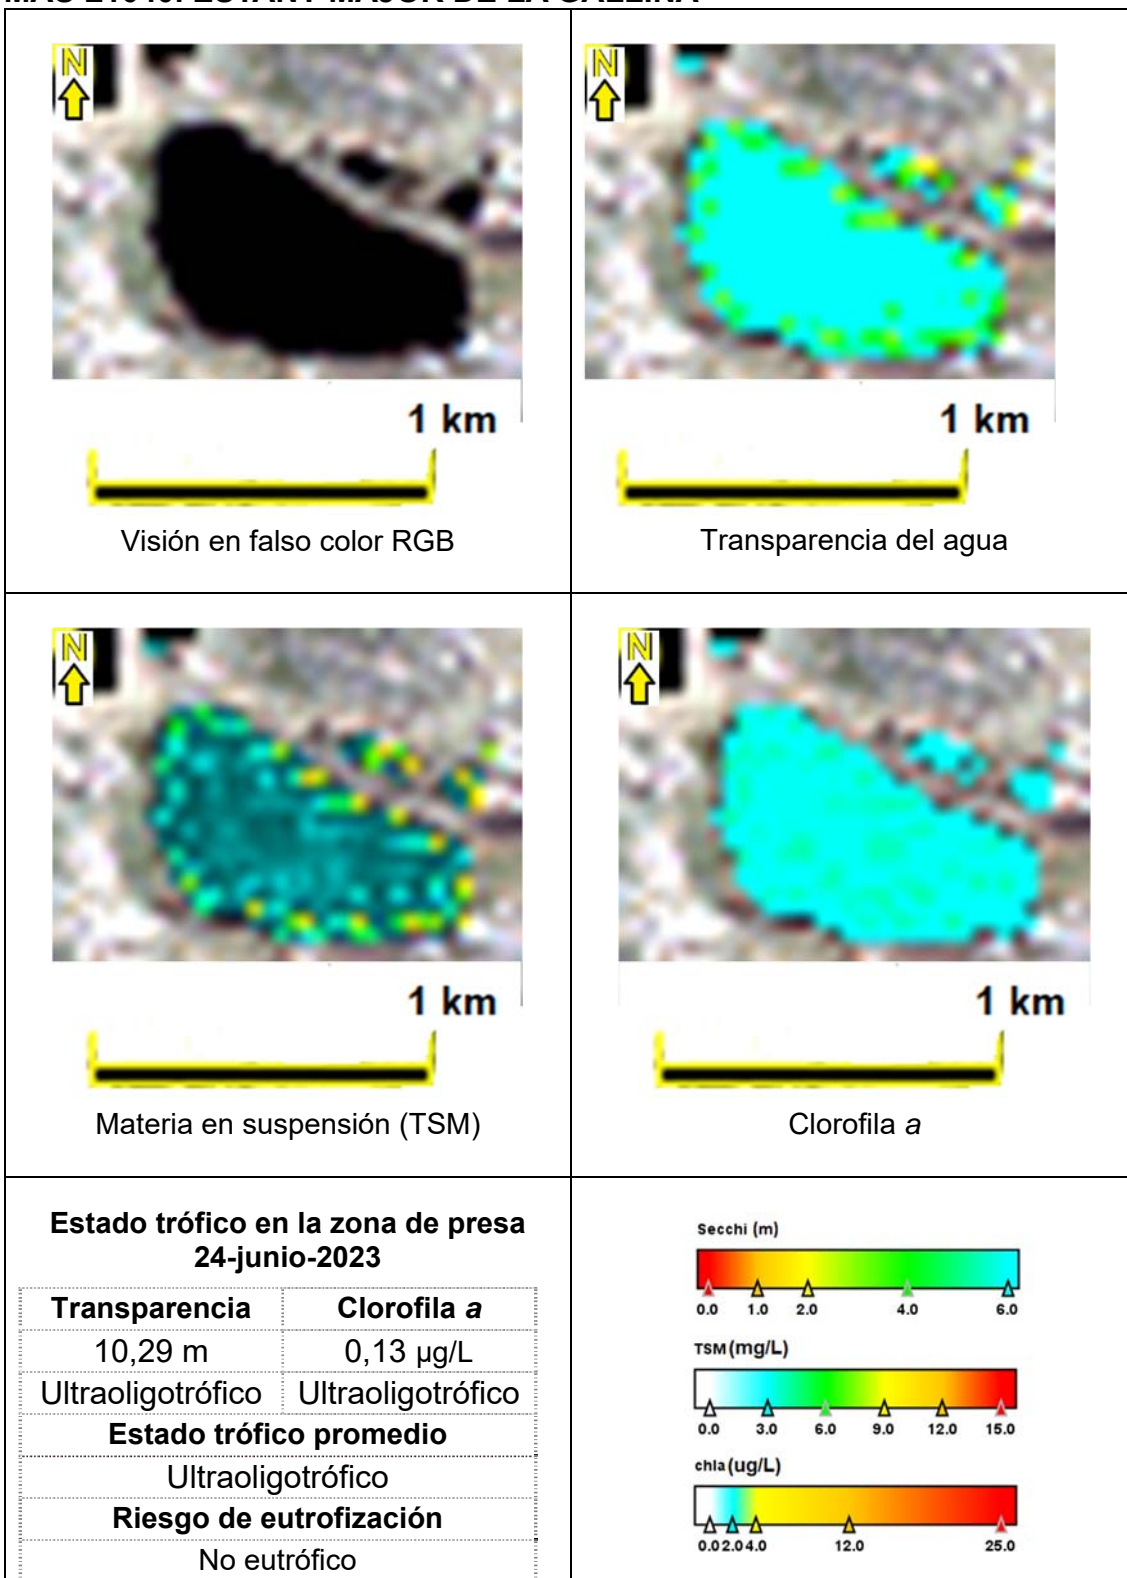 N
N
1 km
1 km
Visión en falso color RGB
Transparencia del agua
N
N
1 km
1 km
Materia en suspensión (TSM)
Clorofila a
Estado trófico en la zona de presa
24-junio-2023
Transparencia Clorofila a
10,29 m 0,13 µg/L
Ultraoligotrófico Ultraoligotrófico
Estado trófico promedio
Ultraoligotrófico
Riesgo de eutrofización
No eutrófico
Secchi (m)
0.0 1.0 2.0 4.0 6.0
TSM (mg/L)
0.0 3.0 6.0 9.0 12.0 15.0
chla (ug/L)
0.0 2.0 4.0 12.0 25.0